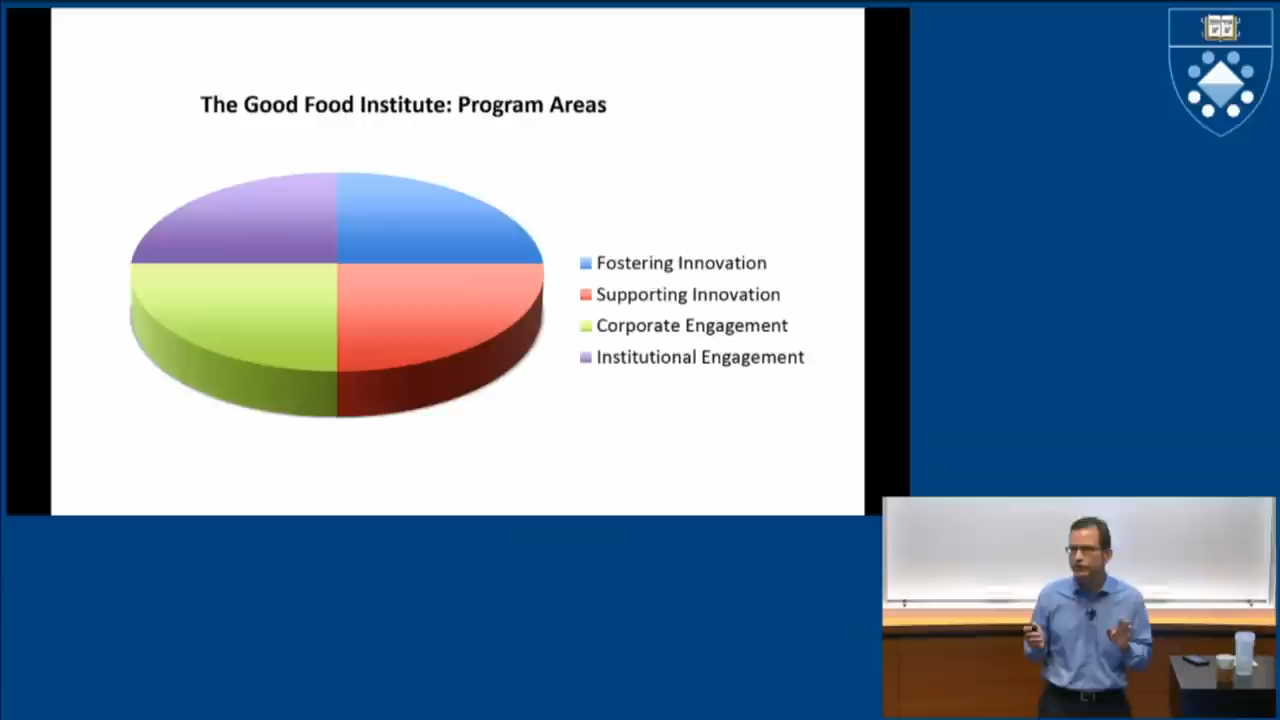 The Good Food Institute: Program Areas
Fostering Innovation
Supporting Innovation
Corporate Engagement
Institutional Engagement